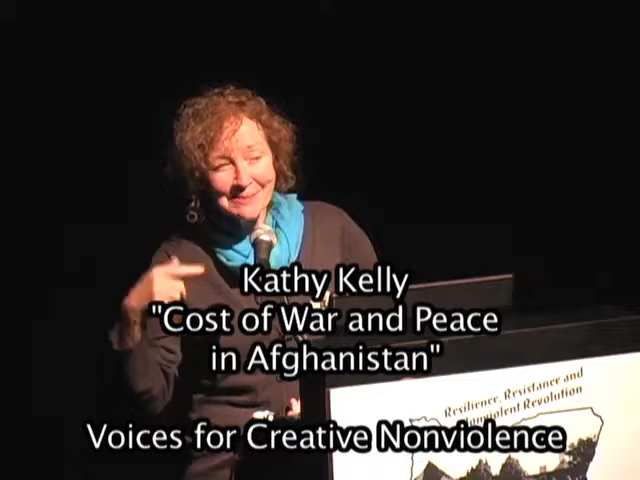 Kathy Kelly
"Cost of War and Peace
in Afghanistan"
Voices for Creative Nonviolence
Resilience, Resistance and
Nonviolent Revolution